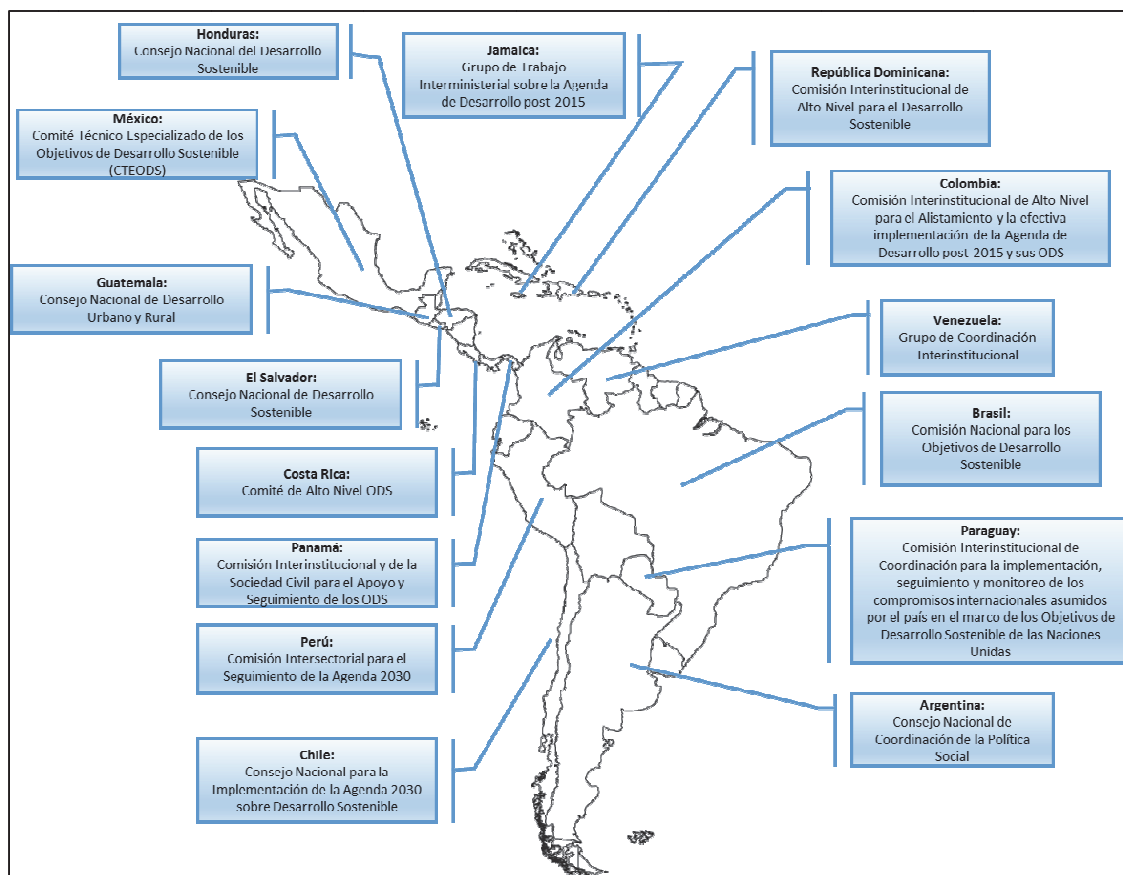 Honduras:
Consejo Nacional del Desarrollo
Sostenible
Jamaica:
Grupo de Trabajo
Interministerial sobre la Agenda
de Desarrollo post 2015
República Dominicana:
Comisión Interinstitucional de
Alto Nivel para el Desarrollo
Sostenible
México:
Comité Técnico Especializado de los
Objetivos de Desarrollo Sostenible
(CTEODS)
Colombia:
Comisión Interinstitucional de Alto Nivel
para el Alistamiento y la efectiva
implementación de la Agenda de
Desarrollo post 2015 y sus ODS
Guatemala:
Consejo Nacional de Desarrollo
Urbano y Rural
Venezuela:
Grupo de Coordinación
Interinstitucional
El Salvador:
Consejo Nacional de Desarrollo
Sostenible
Brasil:
Comisión Nacional para los
Objetivos de Desarrollo
Sostenible
Costa Rica:
Comité de Alto Nivel ODS
Panamá:
Comisión Interinstitucional y de la
Sociedad Civil para el Apoyo y
Seguimiento de los ODS
Paraguay:
Comisión Interinstitucional de
Coordinación para la implementación,
seguimiento y monitoreo de los
compromisos internacionales asumidos
por el país en el marco de los Objetivos de
Desarrollo Sostenible de las Naciones
Unidas
Perú:
Comisión Intersectorial para el
Seguimiento de la Agenda 2030
Argentina:
Consejo Nacional de
Coordinación de la Política
Social
Chile:
Consejo Nacional para la
Implementación de la Agenda 2030
sobre Desarrollo Sostenible